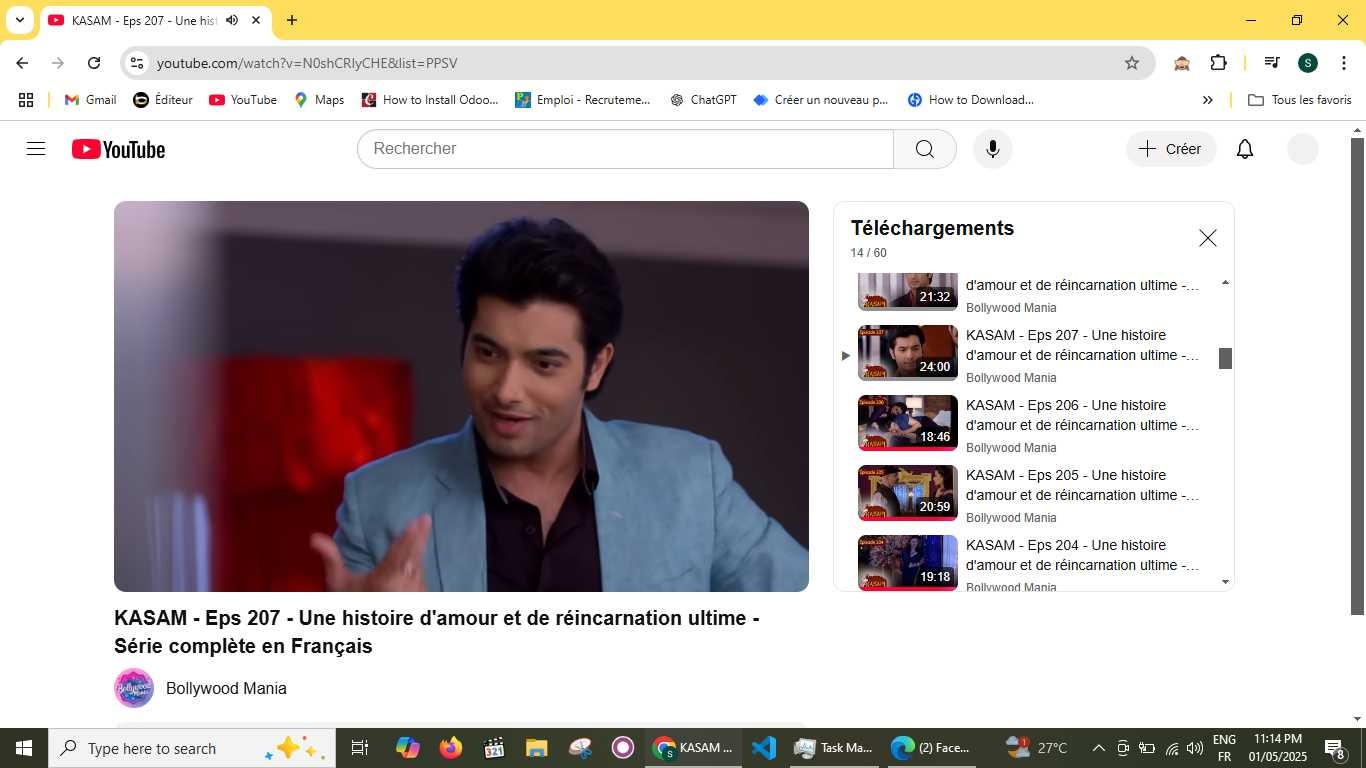 KASAM - Eps 207 - Une hist
youtube.com/watch?v=N0shCRlyCHE&list=PPSV
S
Gmail
Éditeur
YouTube
Maps
How to Install Odoo...
Emploi - Recruteme...
ChatGPT
Créer un nouveau p...
How to Download...
Tous les favoris
YouTube
Rechercher
Créer
Téléchargements
14 / 60
d'amour et de réincarnation ultime -...
21:32
Bollywood Mania
KASAM - Eps 207 - Une histoire
d'amour et de réincarnation ultime -...
24:00
Bollywood Mania
KASAM - Eps 206 - Une histoire
d'amour et de réincarnation ultime -...
18:46
Bollywood Mania
KASAM - Eps 205 - Une histoire
d'amour et de réincarnation ultime -...
20:59
Bollywood Mania
KASAM - Eps 204 - Une histoire
d'amour et de réincarnation ultime -...
19:18
Bollywood Mania
KASAM - Eps 207 - Une histoire d'amour et de réincarnation ultime -
Série complète en Français
Bollywood Mania
Type here to search
KASAM ...
Task Ma...
(2) Face...
27°C
ENG
FR
11:14 PM
01/05/2025
8